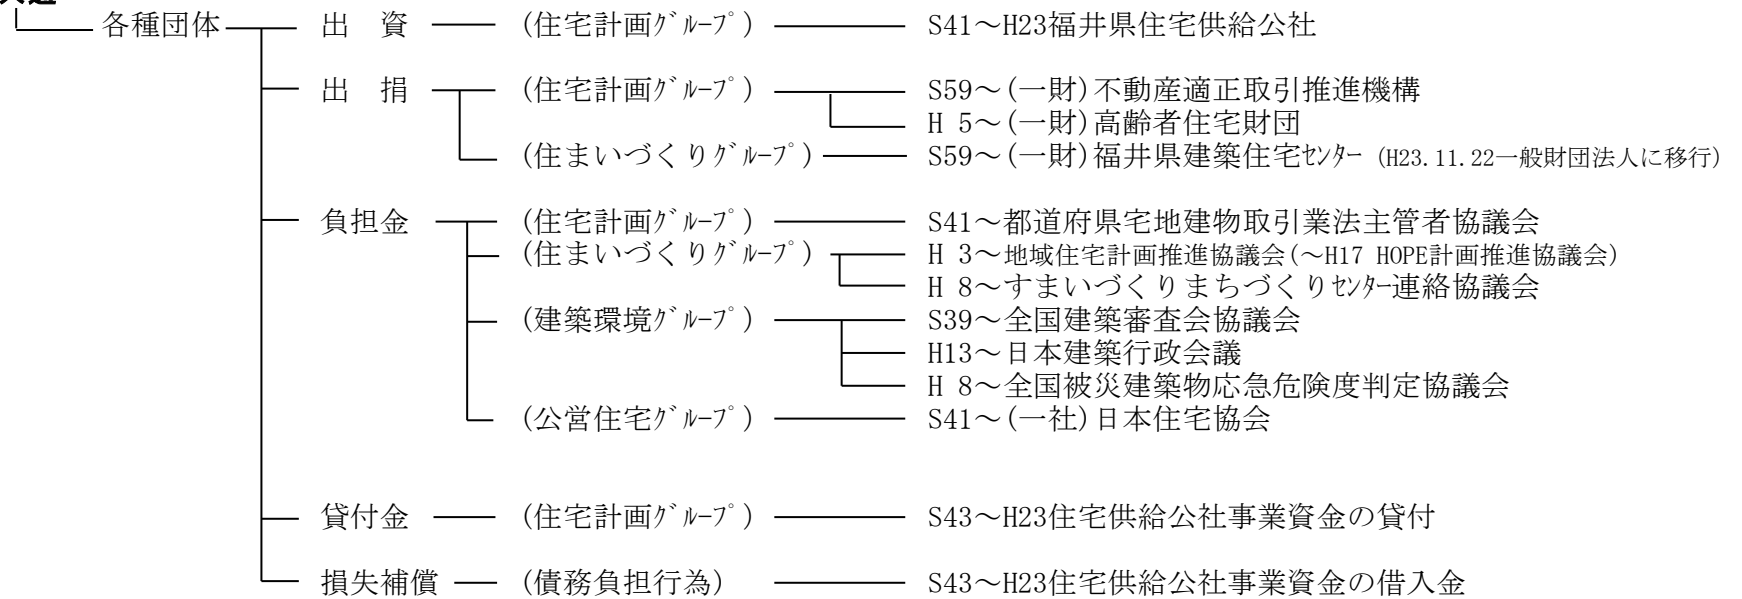 各種団体 出 資 (住宅計画ｸﾞﾙｰﾌﾟ) S41～H23福井県住宅供給公社
出 捐 (住宅計画ｸﾞﾙｰﾌﾟ) S59～(一財)不動産適正取引推進機構
H 5～(一財)高齢者住宅財団
(住まいづくりｸﾞﾙｰﾌﾟ) S59～(一財)福井県建築住宅ｾﾝﾀｰ (H23.11.22一般財団法人に移行)
負担金 (住宅計画ｸﾞﾙｰﾌﾟ) S41～都道府県宅地建物取引業法主管者協議会
(住まいづくりｸﾞﾙｰﾌﾟ) H 3～地域住宅計画推進協議会(～H17 HOPE計画推進協議会)
H 8～すまいづくりまちづくりｾﾝﾀｰ連絡協議会
(建築環境ｸﾞﾙｰﾌﾟ) S39～全国建築審査会協議会
H13～日本建築行政会議
H 8～全国被災建築物応急危険度判定協議会
(公営住宅ｸﾞﾙｰﾌﾟ) S41～(一社)日本住宅協会
貸付金 (住宅計画ｸﾞﾙｰﾌﾟ) S43～H23住宅供給公社事業資金の貸付
損失補償 (債務負担行為) S43～H23住宅供給公社事業資金の借入金